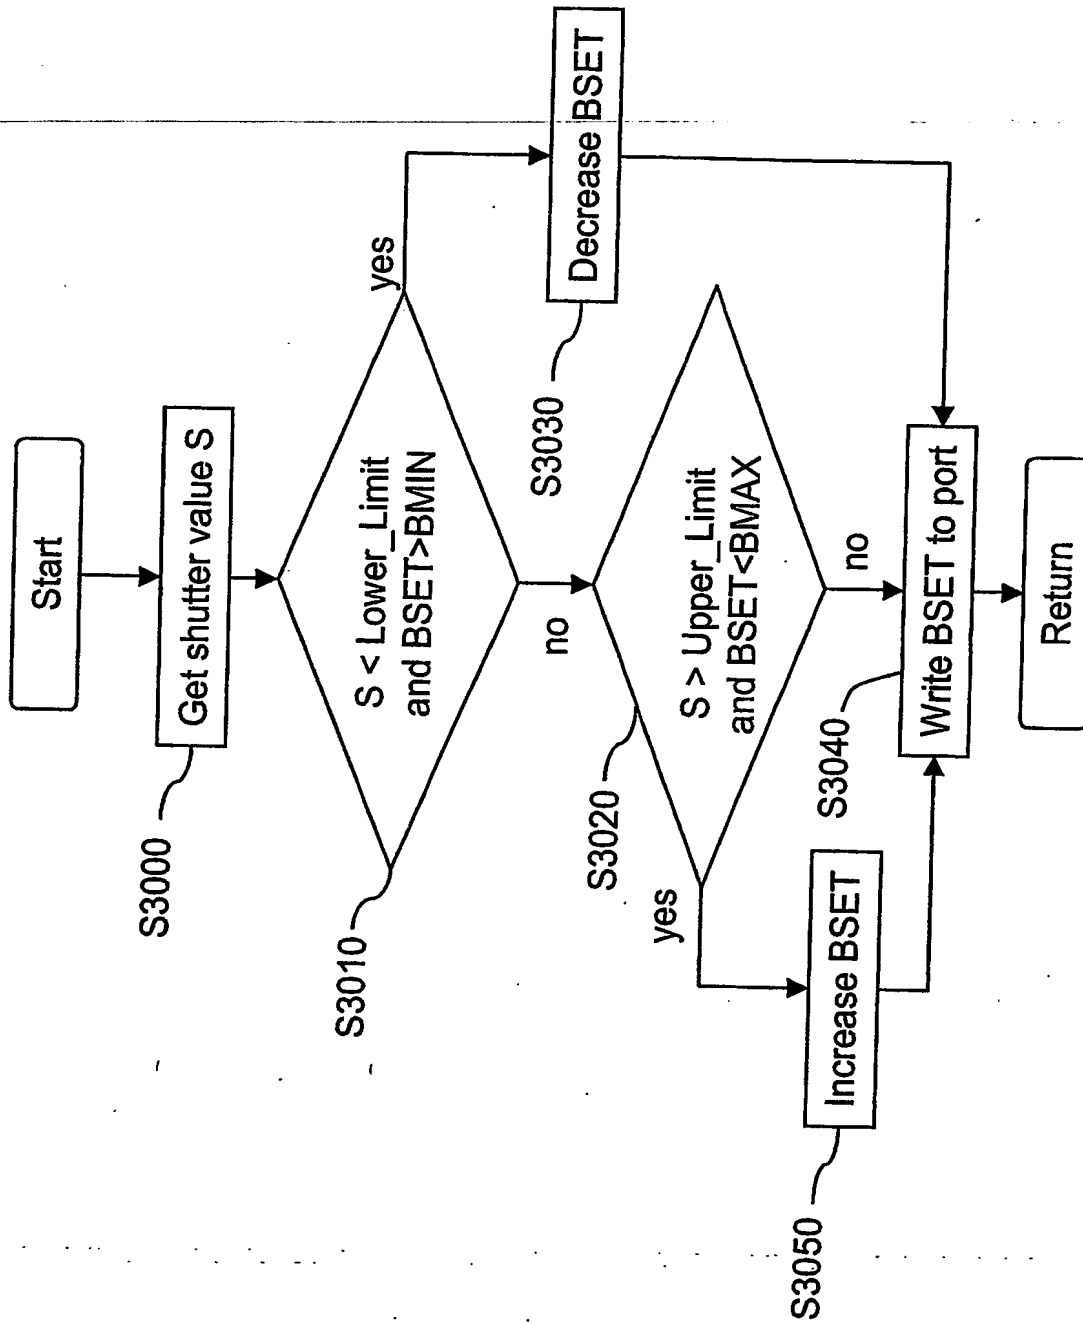 Start
Get shutter value S
S3000
S < Lower_Limit
and BSET>BMIN
S3010
yes
no
Decrease BSET
S3030
S > Upper_Limit
and BSET<BMAX
S3020
yes
no
Increase BSET
S3050
Write BSET to port
S3040
Return